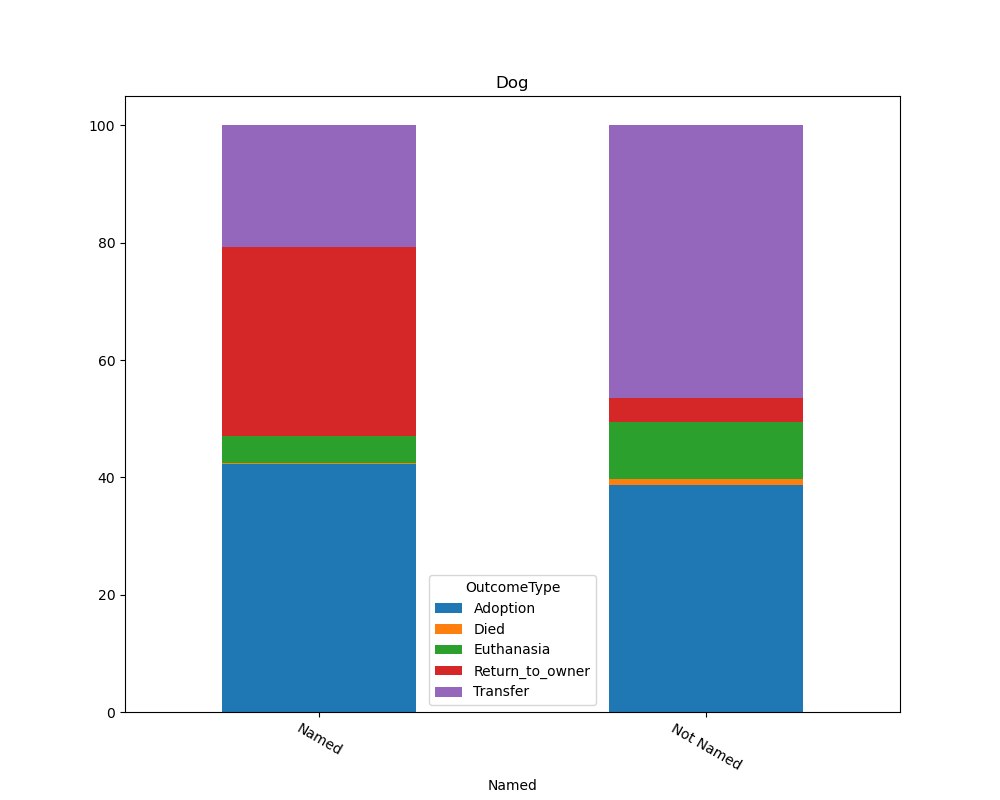 Dog
100
80
60
40
20
0
OutcomeType
Adoption
Died
Euthanasia
Return_to_owner
Transfer
Named
Not Named
Named